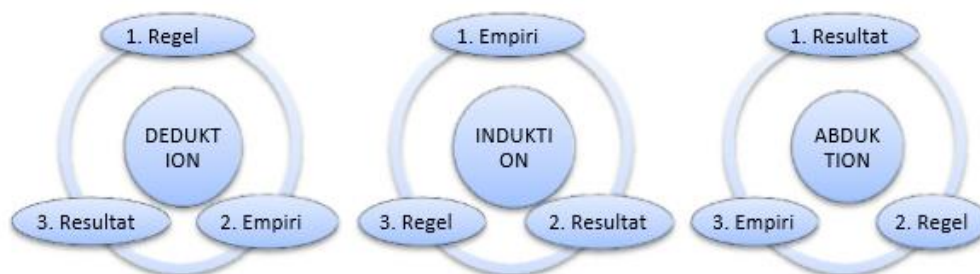 1. Regel
DEDUKT
ION
3. Resultat
2. Empiri
1. Empiri
INDUKTI
ON
3. Regel
2. Resultat
1. Resultat
ABDUK
TION
3. Empiri
2. Regel